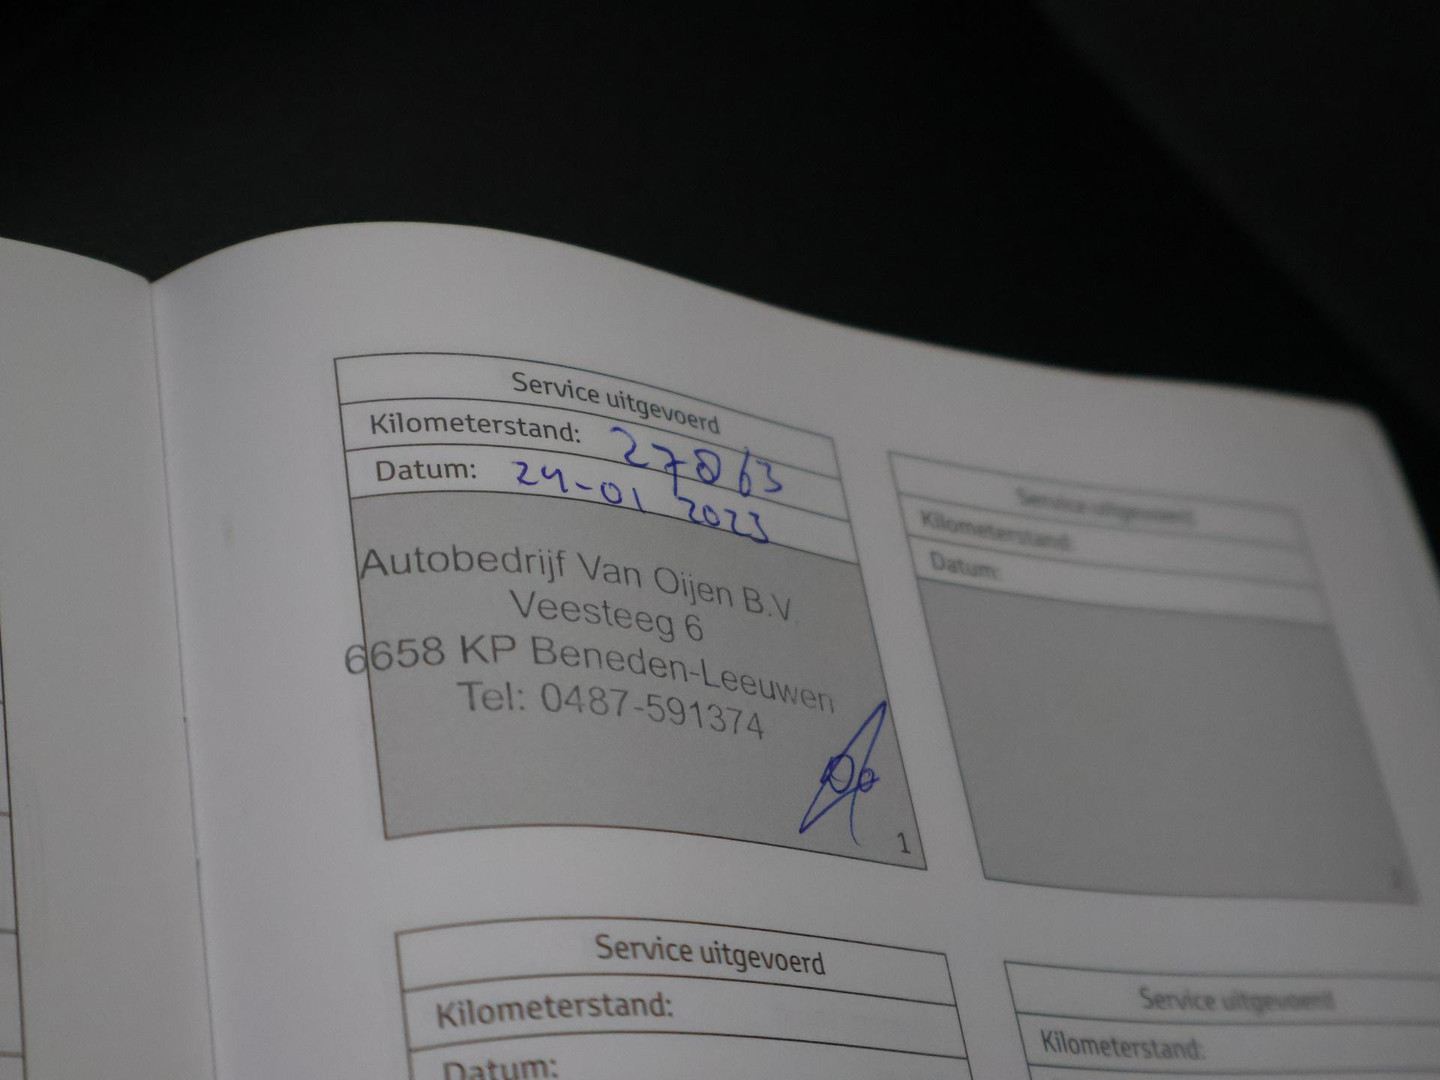 Service uitgevoerd
Kilometerstand: 27863
Datum: 24-01 2023
Autobedrijf Van Oijen B.V.
Veesteeg 6
6658 KP Beneden-Leeuwen
Tel: 0487-591374
1
Service uitgevoerd
Kilometerstand:
Datum:
Service uitgevoerd
Kilometerstand:
Datum:
Service uitgevoerd
Kilometerstand: